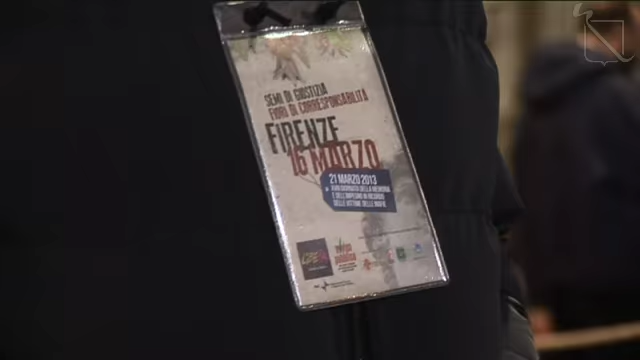 SEMI DI GIUSTIZIA
FIORI DI CORRESPONSABILITÀ
FIRENZE
16 MARZO
21 MARZO 2013
GIORNATA DELLA MEMORIA
E DELL'IMPEGNO IN RICORDO
DELLE VITTIME DELLE MAFIE